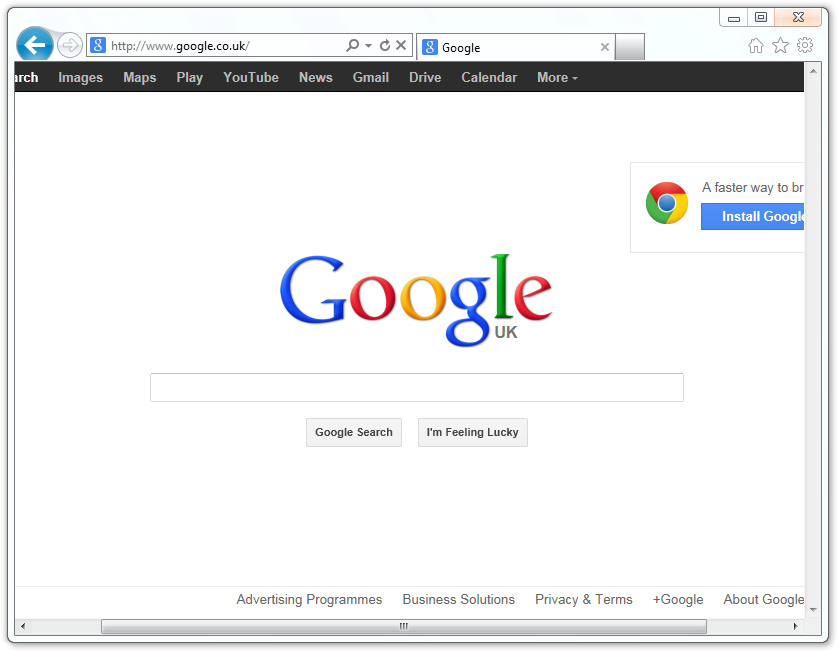 http://www.google.co.uk/
Google
arch Images Maps Play YouTube News Gmail Drive Calendar More
A faster way to br
Install Google
Google
UK
Google Search I'm Feeling Lucky
Advertising Programmes Business Solutions Privacy & Terms +Google About Google